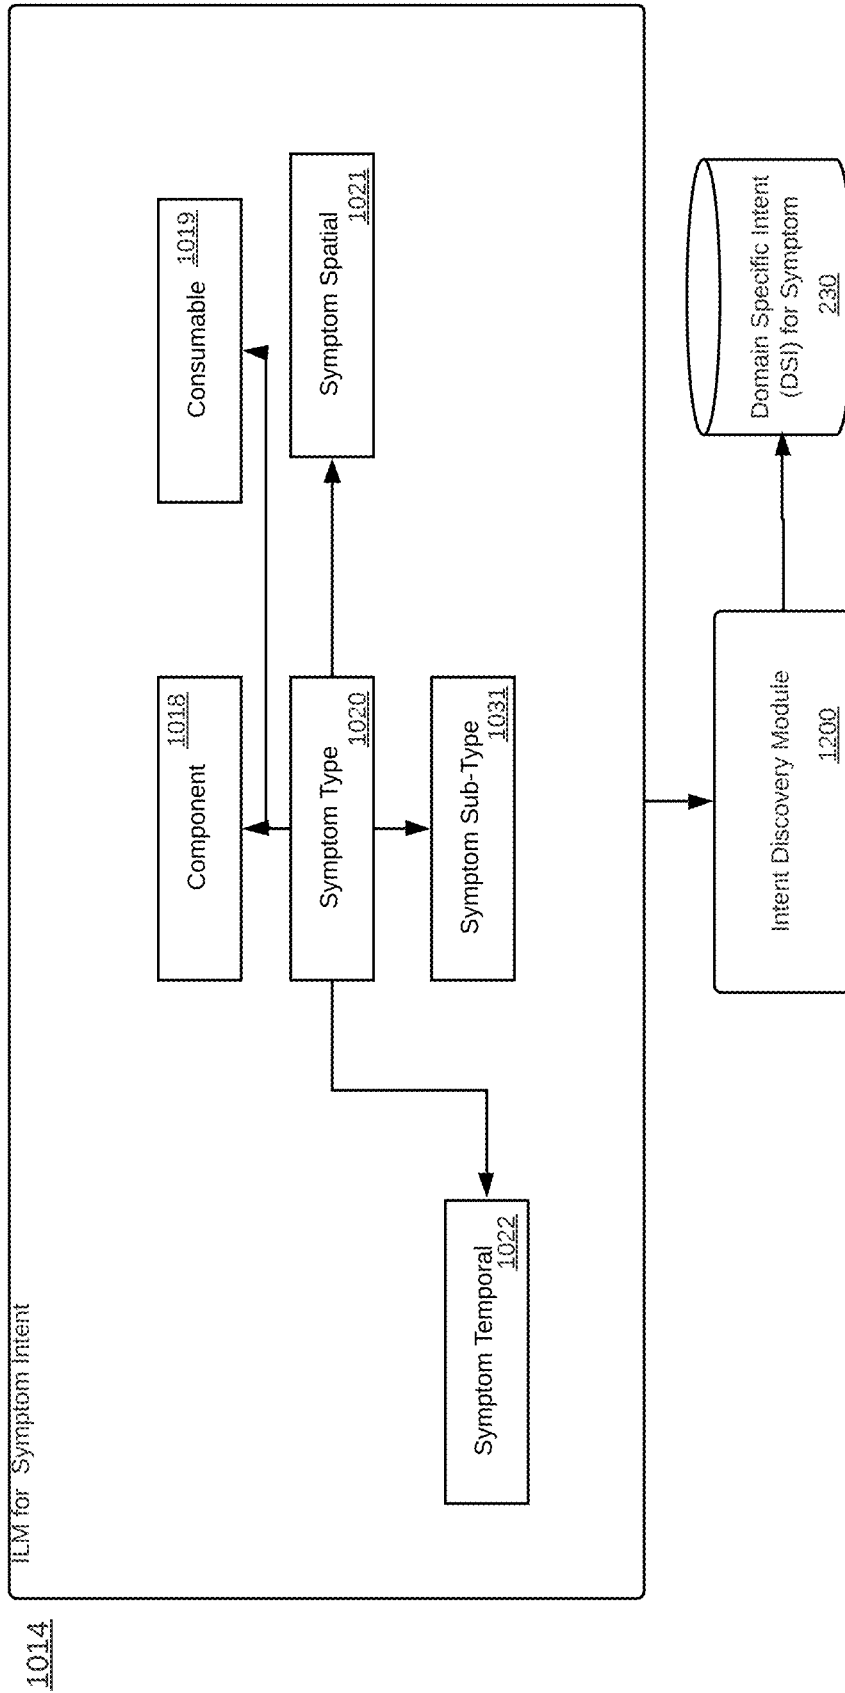 1014
ILM for Symptom Intent
Component
1018
Consumable
1019
Symptom Type
1020
Symptom Spatial
1021
Symptom Temporal
1022
Symptom Sub-Type
1031
Intent Discovery Module
1200
Domain Specific Intent
(DSI) for Symptom
230